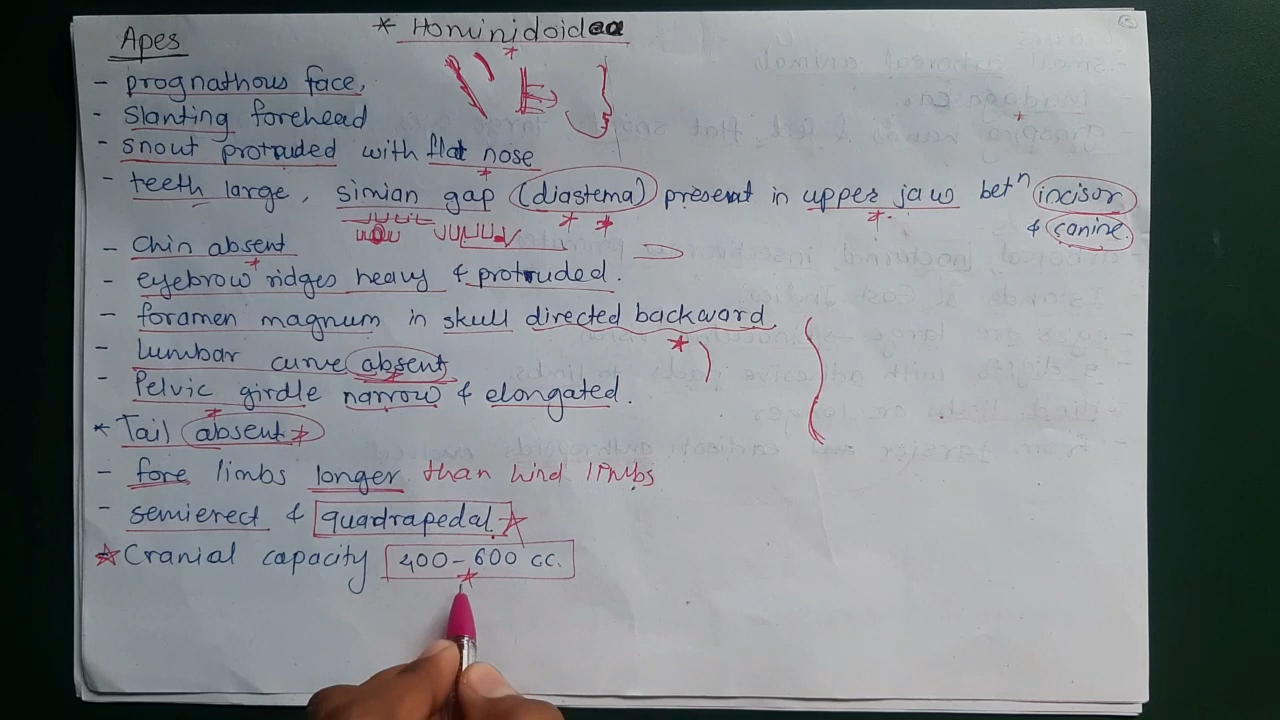 * Hominidoidea
Apes
- prognathous face,
- slanting forehead
- snout protruded with flat nose
- teeth large, simian gap (diastema) present in upper jaw betn incisor
& canine.
- Chin absent
- eyebrow ridges heavy & protruded.
- foramen magnum in skull directed backward
- Lumbar curve absent
- Pelvic girdle narrow & elongated.
* Tail absent
- fore limbs longer than hind limbs
- semierect & quadrapedal
* Cranial capacity 400-600 cc.